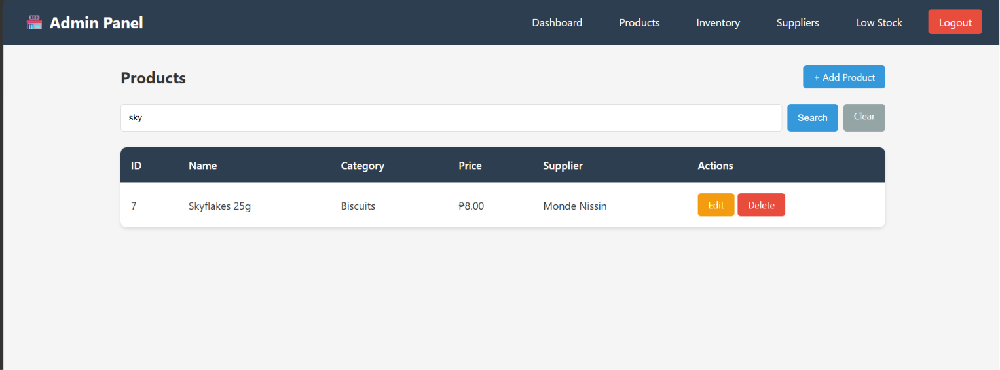 Admin Panel Dashboard Products Inventory Suppliers Low Stock Logout
Products + Add Product
sky Search Clear
ID Name Category Price Supplier Actions
7 Skyflakes 25g Biscuits ₱8.00 Monde Nissin Edit Delete